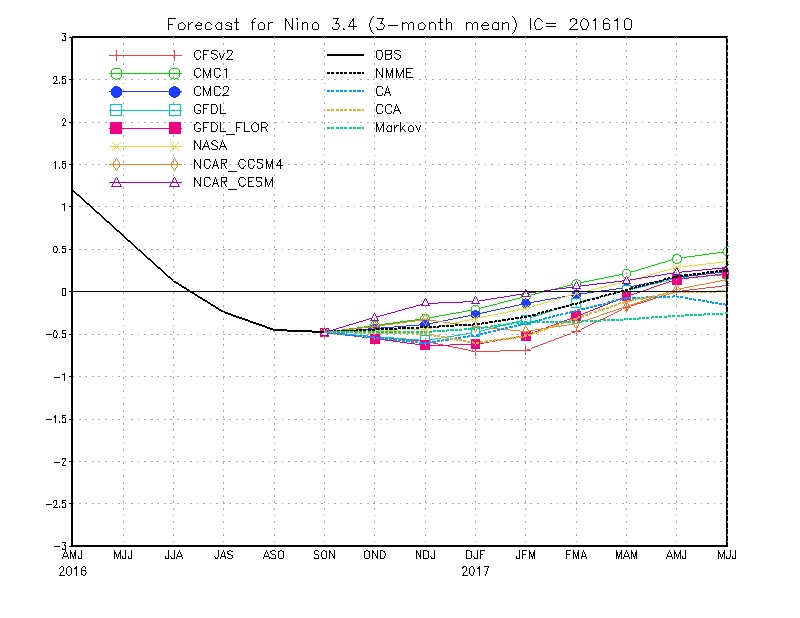 Forecast for Nino 3.4 (3-month mean) IC= 201610
3
2.5
2
1.5
1
0.5
0
-0.5
-1
-1.5
-2
-2.5
-3
CFSv2
CMC1
CMC2
GFDL
GFDL_FLOR
NASA
NCAR_CCSM4
NCAR_CESM
OBS
NMME
CA
CCA
Markov
AMJ MJJ JJA JAS ASO SON OND NDJ DJF JFM FMA MAM AMJ MJJ
2016 2017